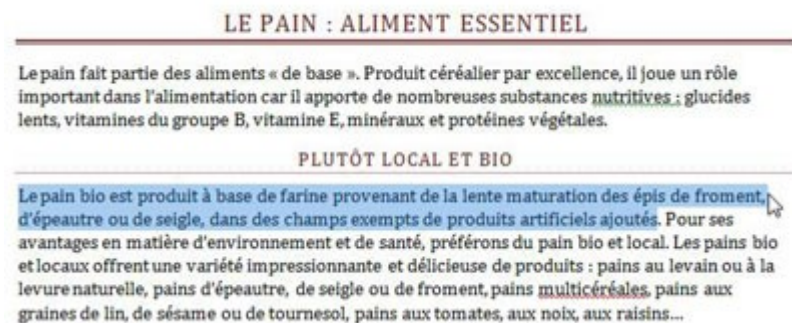 LE PAIN : ALIMENT ESSENTIEL
Le pain fait partie des aliments « de base ». Produit céréalier par excellence, il joue un rôle
important dans l'alimentation car il apporte de nombreuses substances nutritives : glucides
lents, vitamines du groupe B, vitamine E, minéraux et protéines végétales.
PLUTÔT LOCAL ET BIO
Le pain bio est produit à base de farine provenant de la lente maturation des épis de froment,
d'épeautre ou de seigle, dans des champs exempts de produits artificiels ajoutés. Pour ses
avantages en matière d'environnement et de santé, préférons du pain bio et local. Les pains bio
et locaux offrent une variété impressionnante et délicieuse de produits : pains au levain ou à la
levure naturelle, pains d'épeautre, de seigle ou de froment, pains multicéréales, pains aux
graines de lin, de sésame ou de tournesol, pains aux tomates, aux noix, aux raisins...